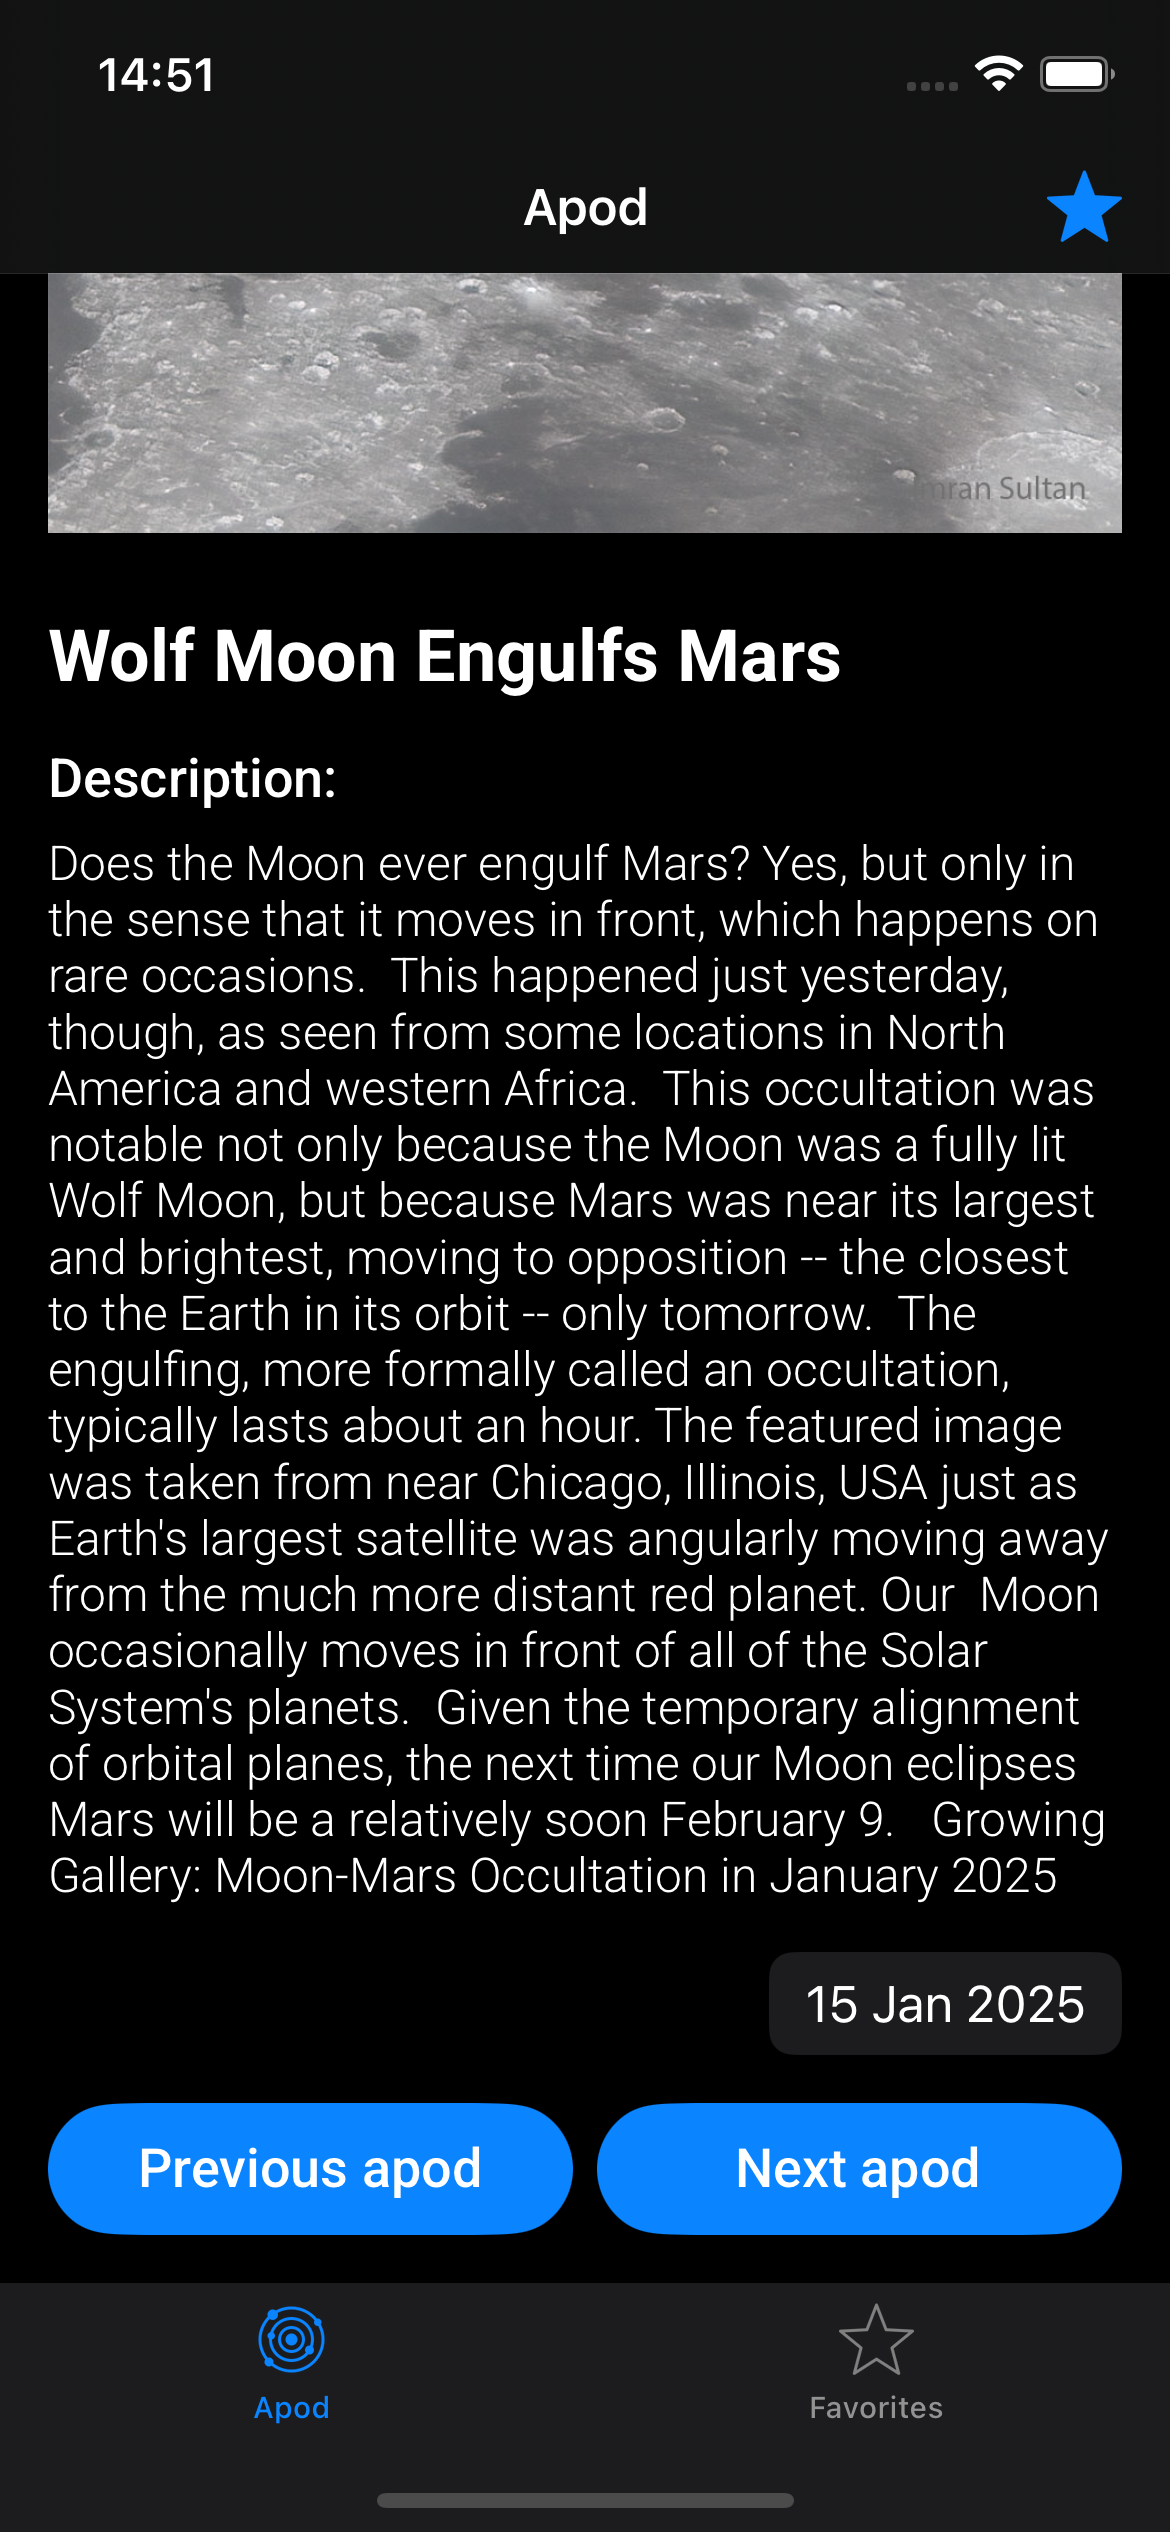 14:51
Apod
mran Sultan
Wolf Moon Engulfs Mars
Description:
Does the Moon ever engulf Mars? Yes, but only in
the sense that it moves in front, which happens on
rare occasions.  This happened just yesterday,
though, as seen from some locations in North
America and western Africa.  This occultation was
notable not only because the Moon was a fully lit
Wolf Moon, but because Mars was near its largest
and brightest, moving to opposition -- the closest
to the Earth in its orbit -- only tomorrow.  The
engulfing, more formally called an occultation,
typically lasts about an hour. The featured image
was taken from near Chicago, Illinois, USA just as
Earth's largest satellite was angularly moving away
from the much more distant red planet. Our  Moon
occasionally moves in front of all of the Solar
System's planets.  Given the temporary alignment
of orbital planes, the next time our Moon eclipses
Mars will be a relatively soon February 9.   Growing
Gallery: Moon-Mars Occultation in January 2025
15 Jan 2025
Previous apod
Next apod
Apod
Favorites